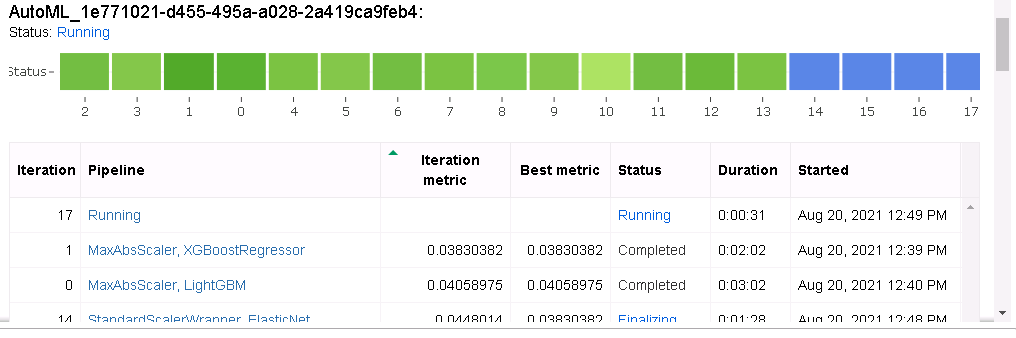 AutoML_1e771021-d455-495a-a028-2a419ca9feb4:
Status: Running
Status
2 3 1 0 4 5 6 7 8 9 10 12 13 14 15 16 17
Iteration Pipeline Iteration metric Best metric Status Duration Started
17 Running Running 0:00:31 Aug 20, 2021 12:49 PM
1 MaxAbsScaler, XGBoostRegressor 0.03830382 0.03830382 Completed 0:02:02 Aug 20, 2021 12:39 PM
0 MaxAbsScaler, LightGBM 0.04058975 0.04058975 Completed 0:03:02 Aug 20, 2021 12:40 PM
14 StandardScalerWrapper, ElasticNet 0.0448014 0.03830382 Finalizing 0:01:28 Aug 20, 2021 12:48 PM